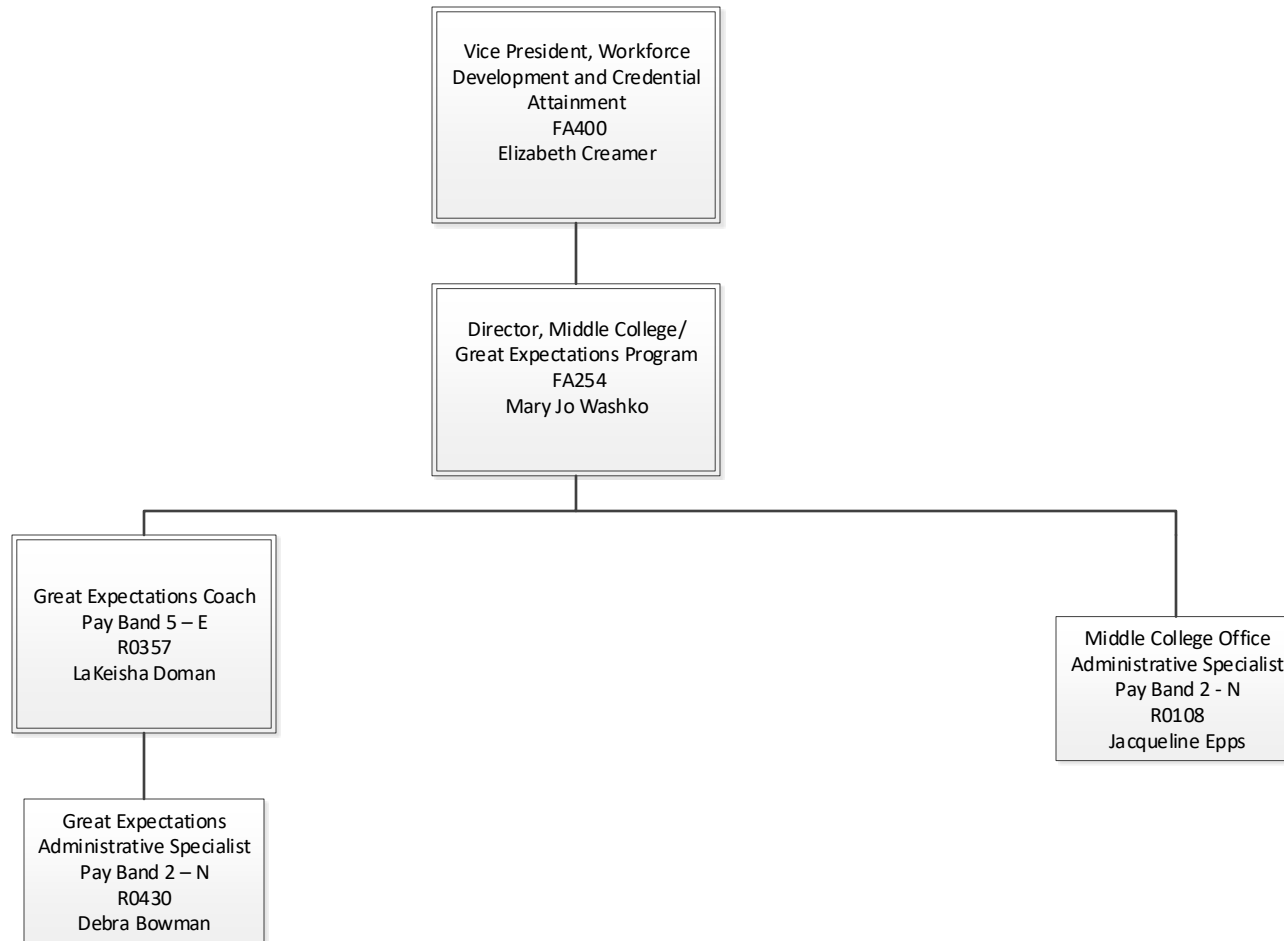 Vice President, Workforce
Development and Credential
Attainment
FA400
Elizabeth Creamer
Director, Middle College/
Great Expectations Program
FA254
Mary Jo Washko
Great Expectations Coach
Pay Band 5 – E
R0357
LaKeisha Doman
Middle College Office
Administrative Specialist
Pay Band 2 - N
R0108
Jacqueline Epps
Great Expectations
Administrative Specialist
Pay Band 2 – N
R0430
Debra Bowman